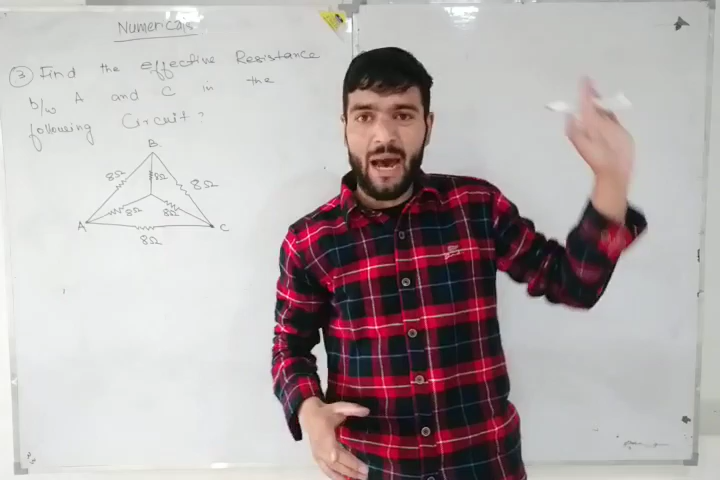 Numericals
③ Find the effective Resistance
b/w A and C in the
following Circuit?
B
8Ω 8Ω 8Ω
8Ω 8Ω
A C
8Ω